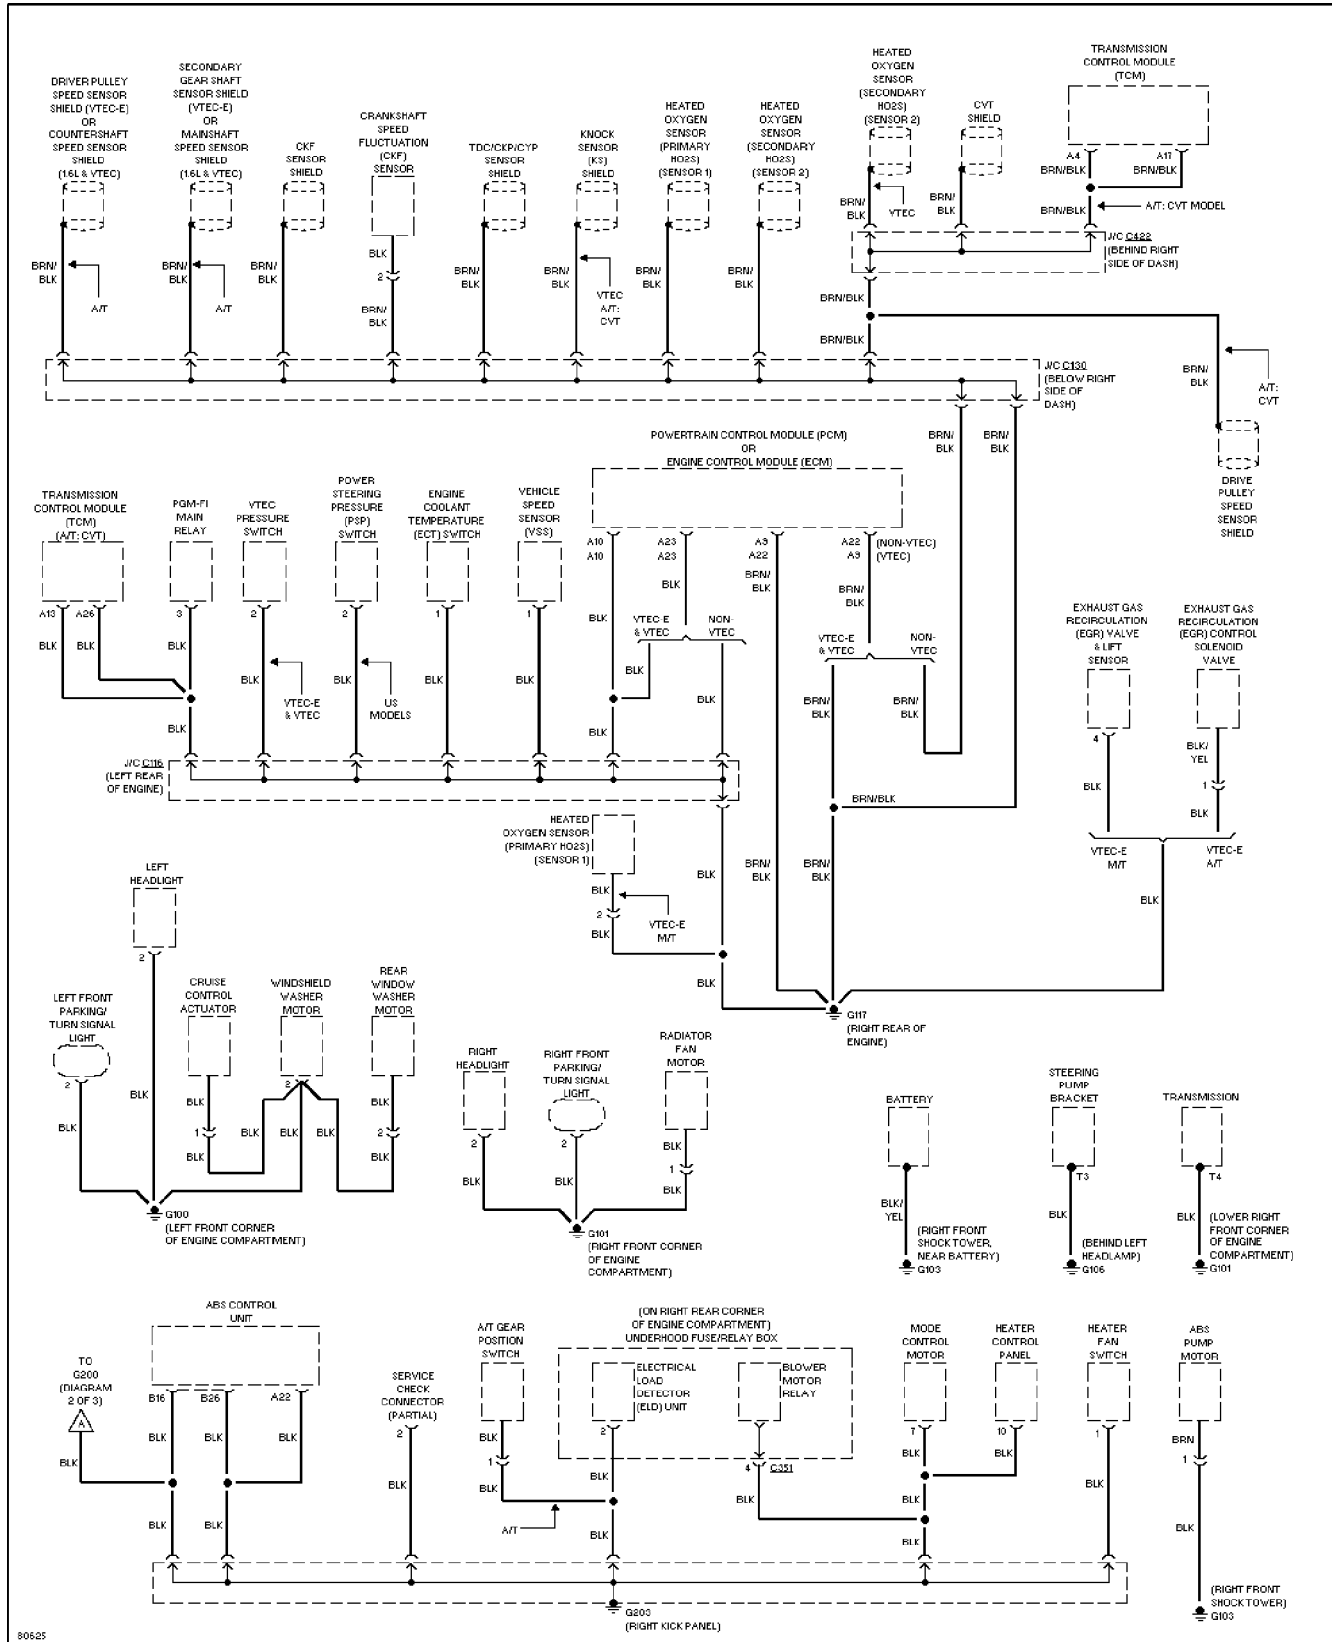 DRIVER PULLEY
SPEED SENSOR
SHIELD (VTEC-E)
OR
COUNTERSHAFT
SPEED SENSOR
SHIELD
(1.6L & VTEC)
SECONDARY
GEAR SHAFT
SENSOR SHIELD
(VTEC-E)
OR
MAINSHAFT
SPEED SENSOR
SHIELD
(1.6L & VTEC)
CKF
SENSOR
SHIELD
CRANKSHAFT
SPEED
FLUCTUATION
(CKF)
SENSOR
TDC/CKP/CYP
SENSOR
SHIELD
KNOCK
SENSOR
(KS)
SHIELD
HEATED
OXYGEN
SENSOR
(PRIMARY
HO2S)
(SENSOR 1)
HEATED
OXYGEN
SENSOR
(SECONDARY
HO2S)
(SENSOR 2)
HEATED
OXYGEN
SENSOR
(SECONDARY
HO2S)
(SENSOR 2)
CVT
SHIELD
TRANSMISSION
CONTROL MODULE
(TCM)
A4
A17
BRN/BLK
BRN/BLK
BRN/
BLK
VTEC
BRN/
BLK
BRN/BLK
A/T: CVT MODEL
J/C C422
(BEHIND RIGHT
SIDE OF DASH)
BRN/
BLK
A/T
BRN/
BLK
A/T
BRN/
BLK
BLK
2
BRN/
BLK
BRN/
BLK
BRN/
BLK
VTEC
A/T:
CVT
BRN/
BLK
BRN/
BLK
BRN/BLK
BRN/BLK
BRN/
BLK
A/T:
CVT
J/C C130
(BELOW RIGHT
SIDE OF
DASH)
BRN/
BLK
BRN/
BLK
DRIVE
PULLEY
SPEED
SENSOR
SHIELD
POWERTRAIN CONTROL MODULE (PCM)
OR
ENGINE CONTROL MODULE (ECM)
TRANSMISSION
CONTROL MODULE
(TCM)
(A/T: CVT)
PGM-FI
MAIN
RELAY
VTEC
PRESSURE
SWITCH
POWER
STEERING
PRESSURE
(PSP)
SWITCH
ENGINE
COOLANT
TEMPERATURE
(ECT) SWITCH
VEHICLE
SPEED
SENSOR
(VSS)
A10
A23
A9
A22
(NON-VTEC)
A10
A23
A22
A9
(VTEC)
A13
A26
3
2
2
1
1
BLK
BLK
BLK
BLK
BLK
BLK
BLK
BLK
BLK
BRN/
BLK
BRN/
BLK
VTEC-E
& VTEC
NON-
VTEC
VTEC-E
& VTEC
NON-
VTEC
BLK
BLK
BRN/
BLK
BRN/
BLK
VTEC-E
& VTEC
US
MODELS
BLK
BLK
EXHAUST GAS
RECIRCULATION
(EGR) VALVE
& LIFT
SENSOR
EXHAUST GAS
RECIRCULATION
(EGR) CONTROL
SOLENOID
VALVE
4
BLK/
YEL
BLK
1
BLK
VTEC-E
M/T
VTEC-E
A/T
BLK
J/C C116
(LEFT REAR
OF ENGINE)
BRN/BLK
HEATED
OXYGEN SENSOR
(PRIMARY HO2S)
(SENSOR 1)
BLK
2
BLK
VTEC-E
M/T
BLK
BRN/
BLK
BRN/
BLK
BLK
G117
(RIGHT REAR OF
ENGINE)
LEFT
HEADLIGHT
2
LEFT FRONT
PARKING/
TURN SIGNAL
LIGHT
2
CRUISE
CONTROL
ACTUATOR
WINDSHIELD
WASHER
MOTOR
2
REAR
WINDOW
WASHER
MOTOR
BLK
BLK
BLK
1
BLK
BLK
BLK
BLK
BLK
2
BLK
G100
(LEFT FRONT CORNER
OF ENGINE COMPARTMENT)
RIGHT
HEADLIGHT
2
RIGHT FRONT
PARKING/
TURN SIGNAL
LIGHT
2
RADIATOR
FAN
MOTOR
BLK
1
BLK
BLK
BLK
G101
(RIGHT FRONT CORNER
OF ENGINE
COMPARTMENT)
BATTERY
STEERING
PUMP
BRACKET
TRANSMISSION
T3
T4
BLK/
YEL
BLK
BLK
(RIGHT FRONT
SHOCK TOWER,
NEAR BATTERY)
G103
(BEHIND LEFT
HEADLAMP)
G106
(LOWER RIGHT
FRONT CORNER
OF ENGINE
COMPARTMENT)
G101
TO
G200
(DIAGRAM
2 OF 3)
A
BLK
ABS CONTROL
UNIT
B16
B26
A22
BLK
BLK
BLK
BLK
BLK
SERVICE
CHECK
CONNECTOR
(PARTIAL)
2
BLK
A/T GEAR
POSITION
SWITCH
BLK
1
BLK
A/T
(ON RIGHT REAR CORNER
OF ENGINE COMPARTMENT)
UNDERHOOD FUSE/RELAY BOX
ELECTRICAL
LOAD
DETECTOR
(ELD) UNIT
2
BLOWER
MOTOR
RELAY
4
C351
BLK
BLK
BLK
MODE
CONTROL
MOTOR
7
HEATER
CONTROL
PANEL
10
HEATER
FAN
SWITCH
1
BLK
BLK
BLK
BLK
BLK
ABS
PUMP
MOTOR
BRN
1
BLK
(RIGHT FRONT
SHOCK TOWER)
G103
G203
(RIGHT KICK PANEL)
80625